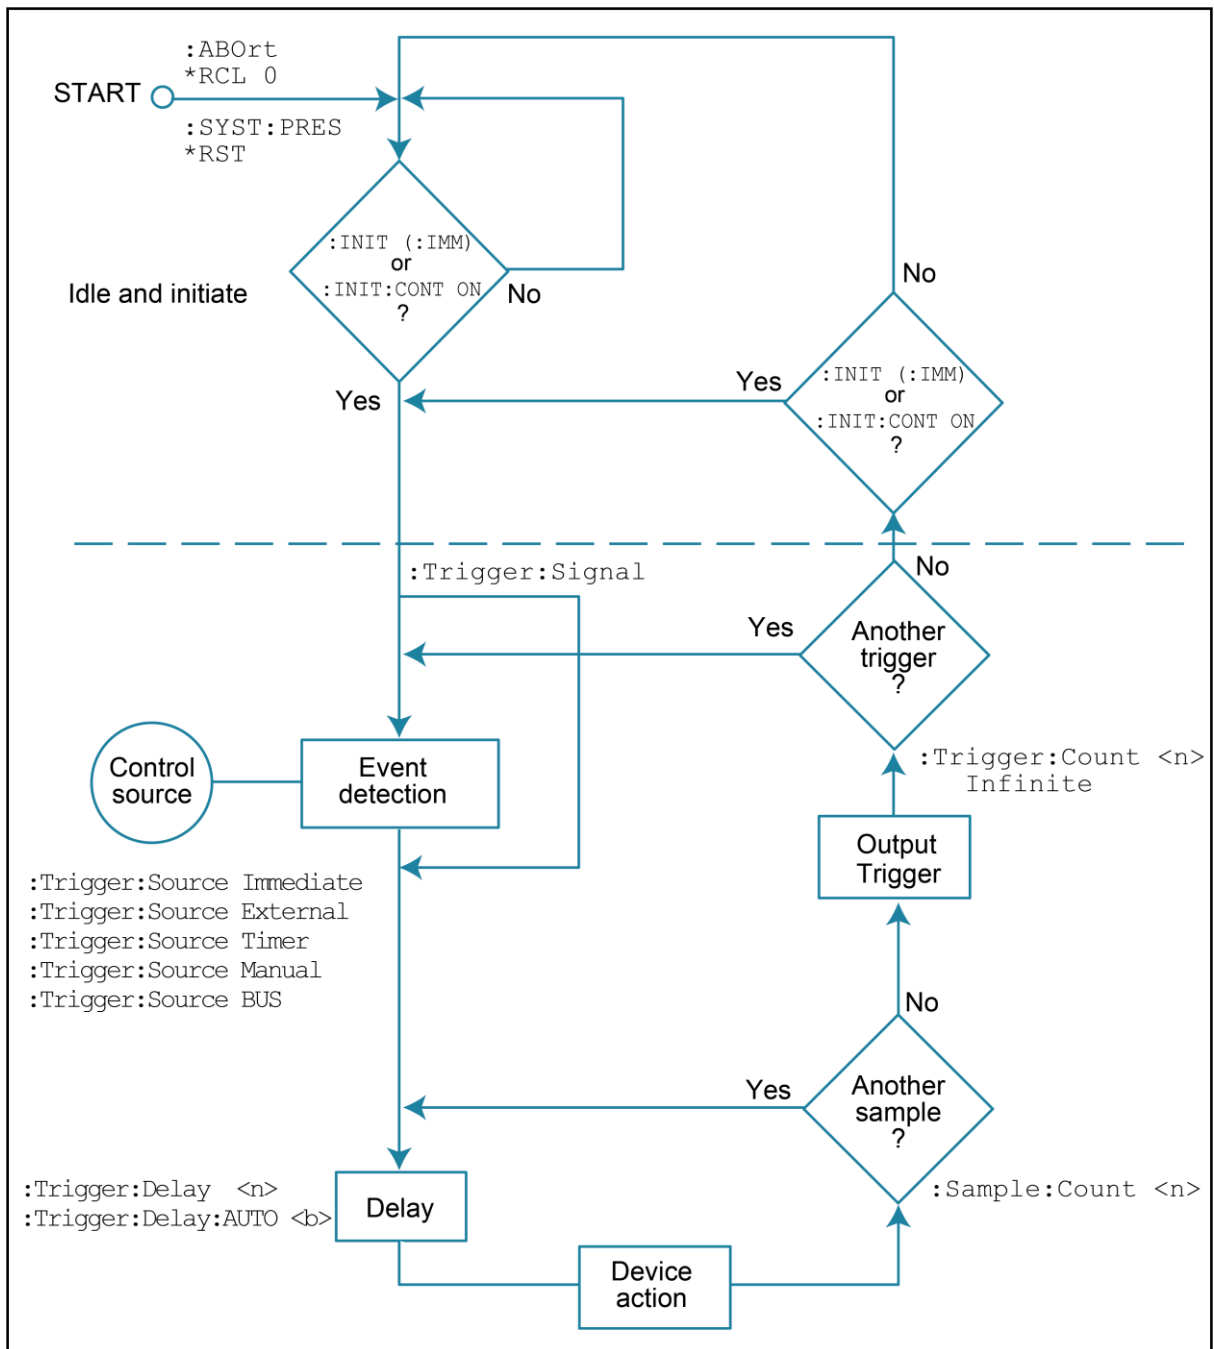 :ABOrt
*RCL 0
START
:SYST:PRES
*RST
:INIT (:IMM)
or
:INIT:CONT ON
?
No
Idle and initiate
Yes
No
:INIT (:IMM)
or
:INIT:CONT ON
?
Yes
:Trigger:Signal
No
Another
trigger
?
Yes
Control
source
Event
detection
:Trigger:Count <n>
Infinite
Output
Trigger
:Trigger:Source Immediate
:Trigger:Source External
:Trigger:Source Timer
:Trigger:Source Manual
:Trigger:Source BUS
No
Another
sample
?
Yes
:Sample:Count <n>
:Trigger:Delay <n>
:Trigger:Delay:AUTO <b>
Delay
Device
action